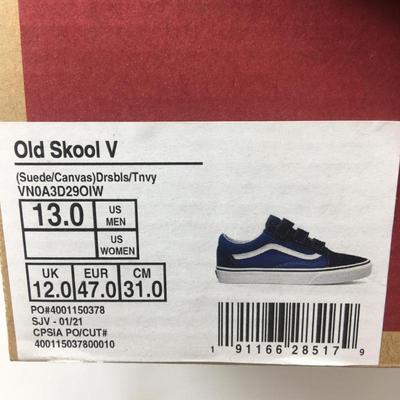 Old Skool V
(Suede/Canvas)Drsbls/Tnvy
VN0A3D29OIW
13.0 US MEN
US WOMEN
UK EUR CM
12.0 47.0 31.0
PO#4001150378
SJV - 01/21
CPSIA PO/CUT#
400115037800010
1 91166 28517 9